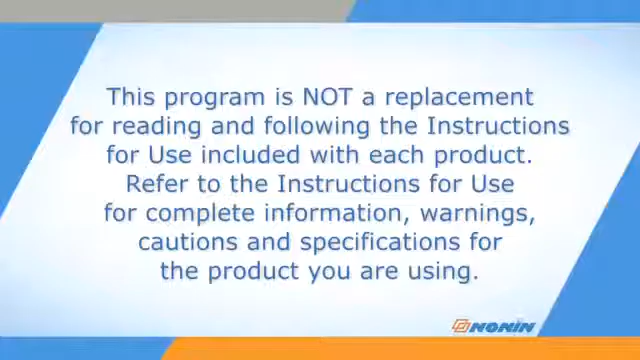 This program is NOT a replacement
for reading and following the Instructions
for Use included with each product.
Refer to the Instructions for Use
for complete information, warnings,
cautions and specifications for
the product you are using.
NONIN